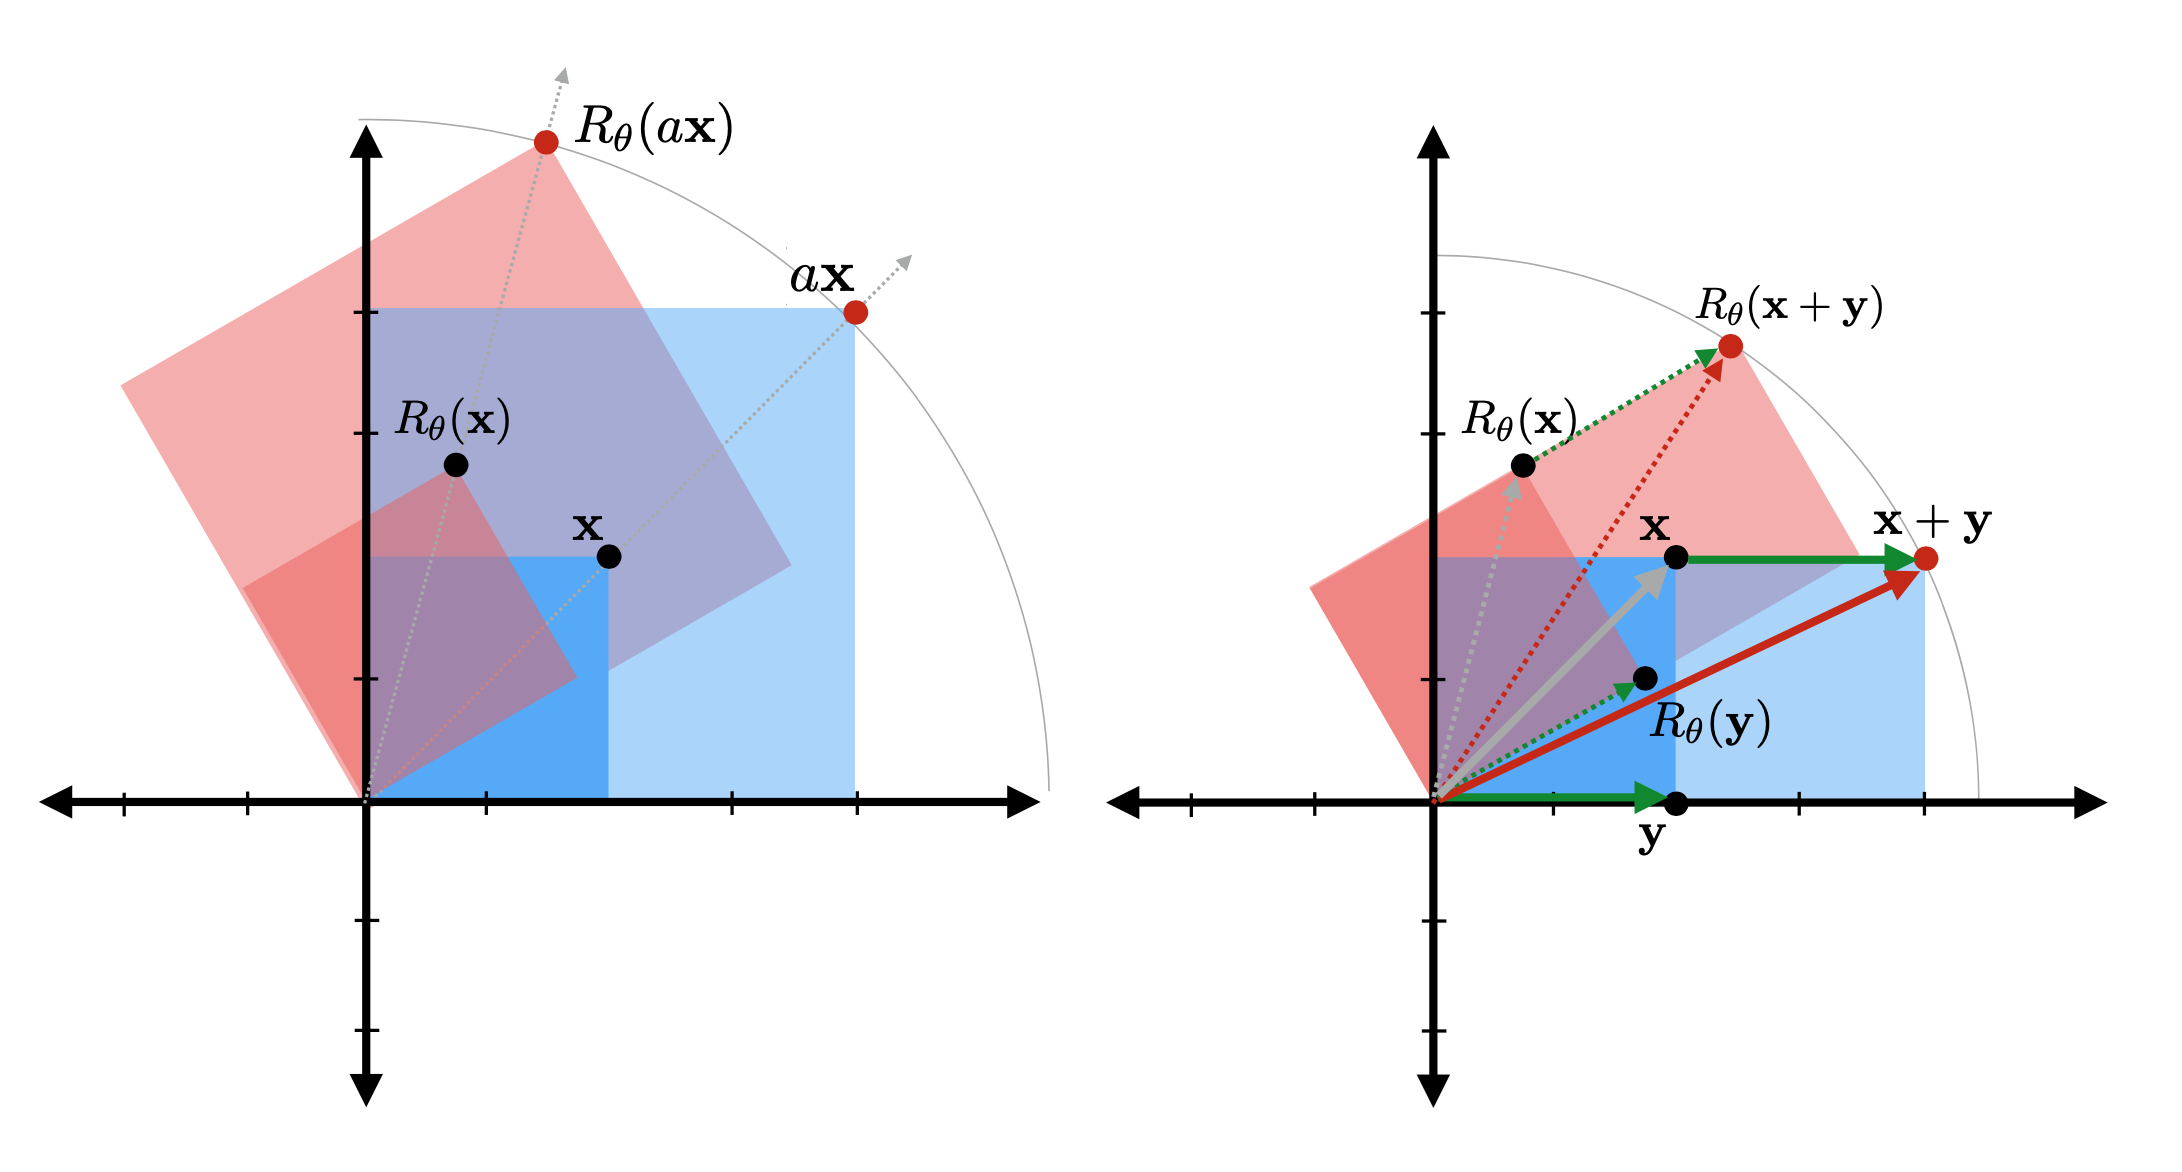 R_θ(a𝐱)
a𝐱
R_θ(𝐱)
𝐱
R_θ(𝐱 + 𝐲)
R_θ(𝐱)
𝐱
𝐱 + 𝐲
R_θ(𝐲)
𝐲